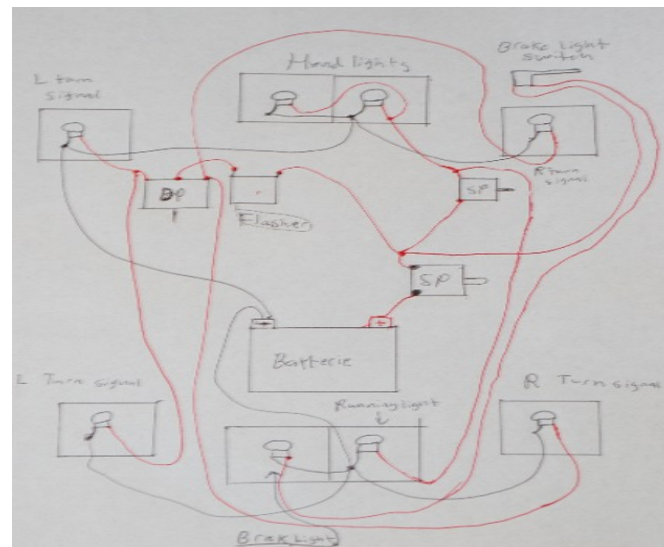 Head lights
Brake Light
switch
L turn
signal
R turn
signal
DP
Flasher
SP
SP
-
+
Batterie
L Turn signal
Running light
R Turn signal
Brake Light